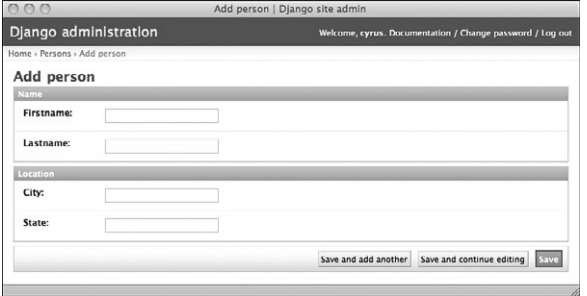 Add person | Django site admin
Django administration
Welcome, cyrus. Documentation / Change password / Log out
Home › Persons › Add person
Add person
Name
Firstname:
Lastname:
Location
City:
State:
Save and add another
Save and continue editing
Save